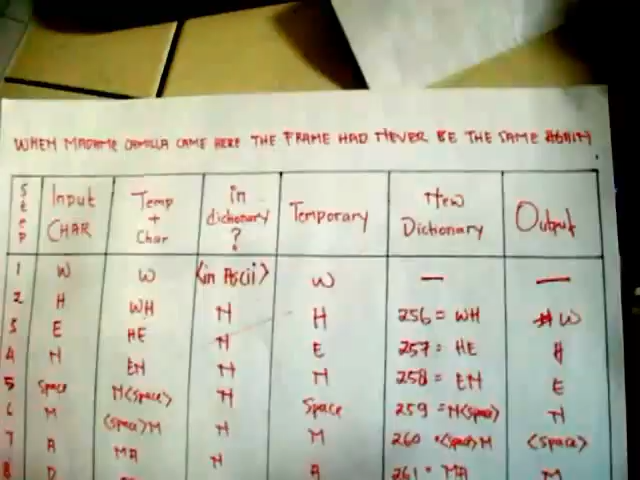 WHEN MADAME CAMILLA CAME HERE THE FRAME HAD NEVER BE THE SAME AGAIN
Step Input CHAR Temp + Char in dictionary ? Temporary New Dictionary Output
1 W W <in Ascii> W — —
2 H WH N H 256 = WH W
3 E HE N E 257 = HE H
4 N EN N N 258 = EN E
5 Space N<space> N Space 259 = N<space> N
6 M <space>M N M 260 = <space>M <space>
7 A MA N A 261 = MA M
8 D